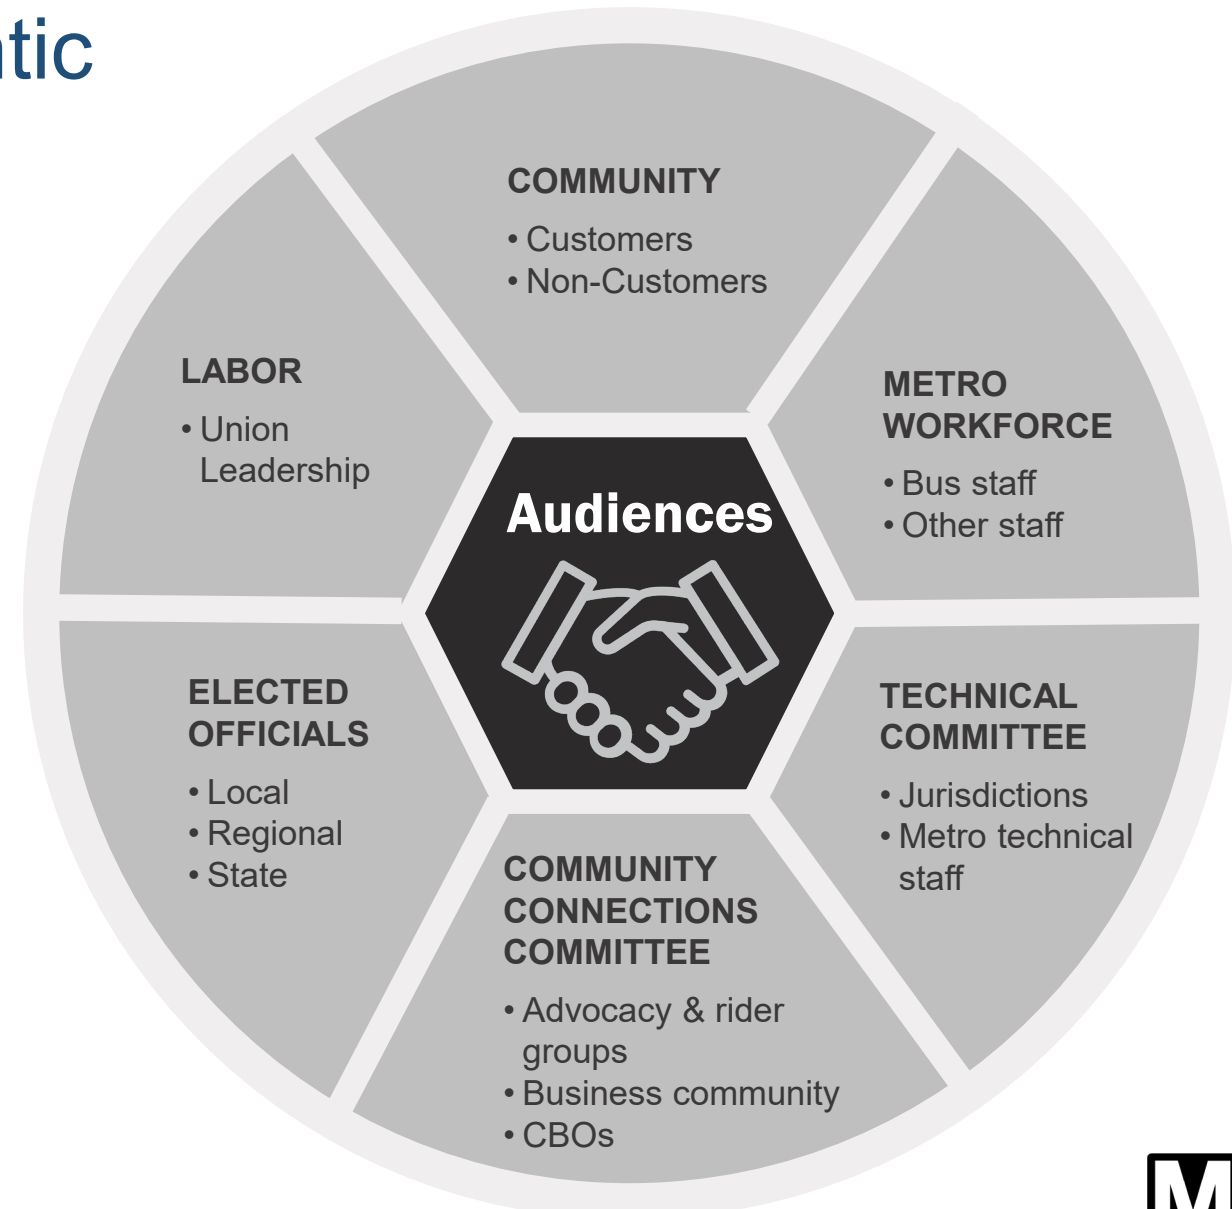 ntic
COMMUNITY
• Customers
• Non-Customers
METRO
WORKFORCE
• Bus staff
• Other staff
TECHNICAL
COMMITTEE
• Jurisdictions
• Metro technical
staff
COMMUNITY
CONNECTIONS
COMMITTEE
• Advocacy & rider
groups
• Business community
• CBOs
ELECTED
OFFICIALS
• Local
• Regional
• State
LABOR
• Union
Leadership
Audiences
M